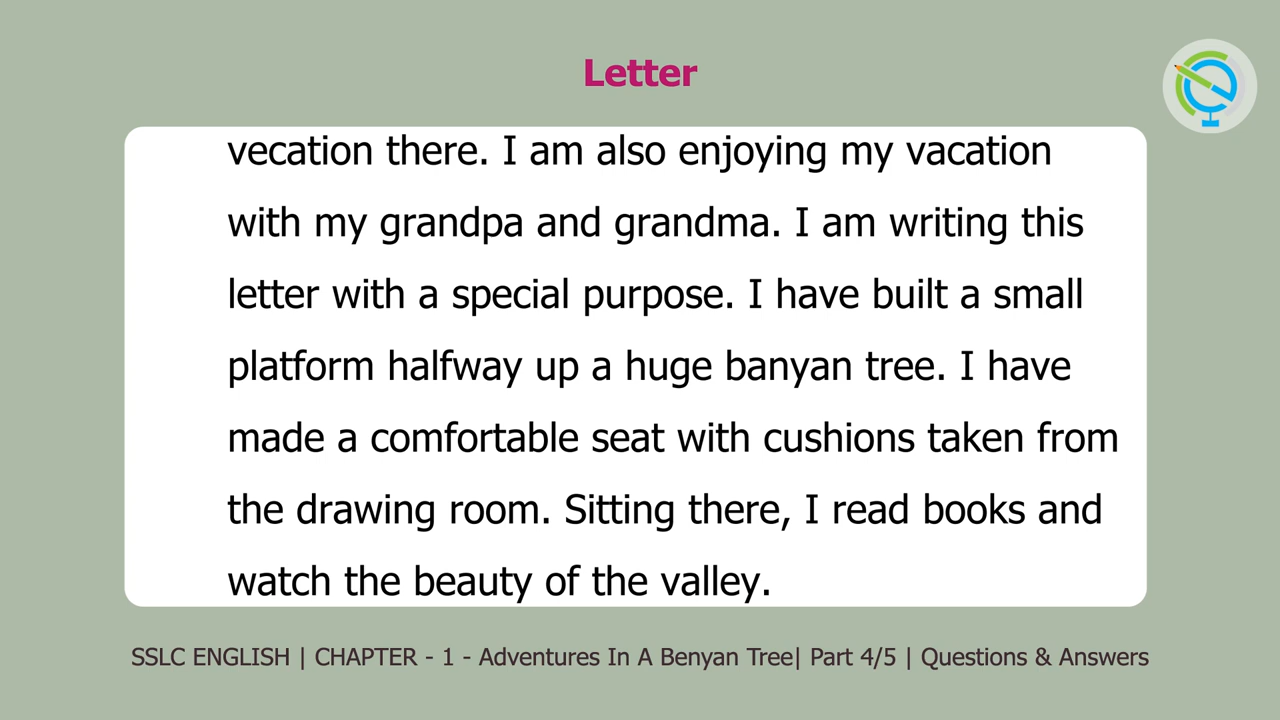 Letter
vecation there. I am also enjoying my vacation
with my grandpa and grandma. I am writing this
letter with a special purpose. I have built a small
platform halfway up a huge banyan tree. I have
made a comfortable seat with cushions taken from
the drawing room. Sitting there, I read books and
watch the beauty of the valley.
SSLC ENGLISH | CHAPTER - 1 - Adventures In A Benyan Tree| Part 4/5 | Questions & Answers